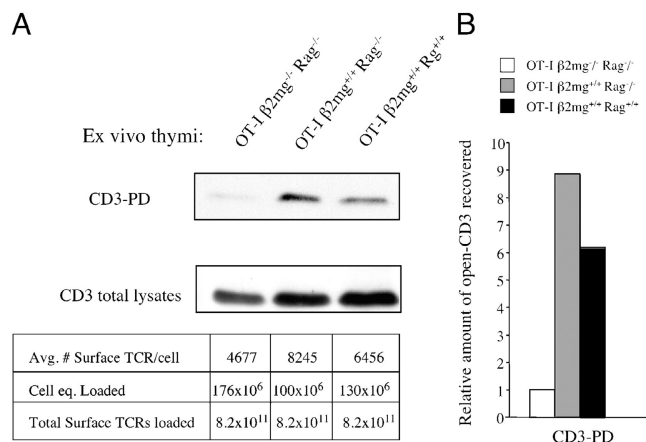 A
Ex vivo thymi:
OT-I β2mg-/- Rag-/-
OT-I β2mg+/+ Rag-/-
OT-I β2mg+/+ Rg+/+
CD3-PD
CD3 total lysates
Avg. # Surface TCR/cell 4677 8245 6456
Cell eq. Loaded 176x10⁶ 100x10⁶ 130x10⁶
Total Surface TCRs loaded 8.2x10¹¹ 8.2x10¹¹ 8.2x10¹¹
B
OT-I β2mg-/- Rag-/-
OT-I β2mg+/+ Rag-/-
OT-I β2mg+/+ Rag+/+
Relative amount of open-CD3 recovered
10
9
8
7
6
5
4
3
2
1
0
CD3-PD